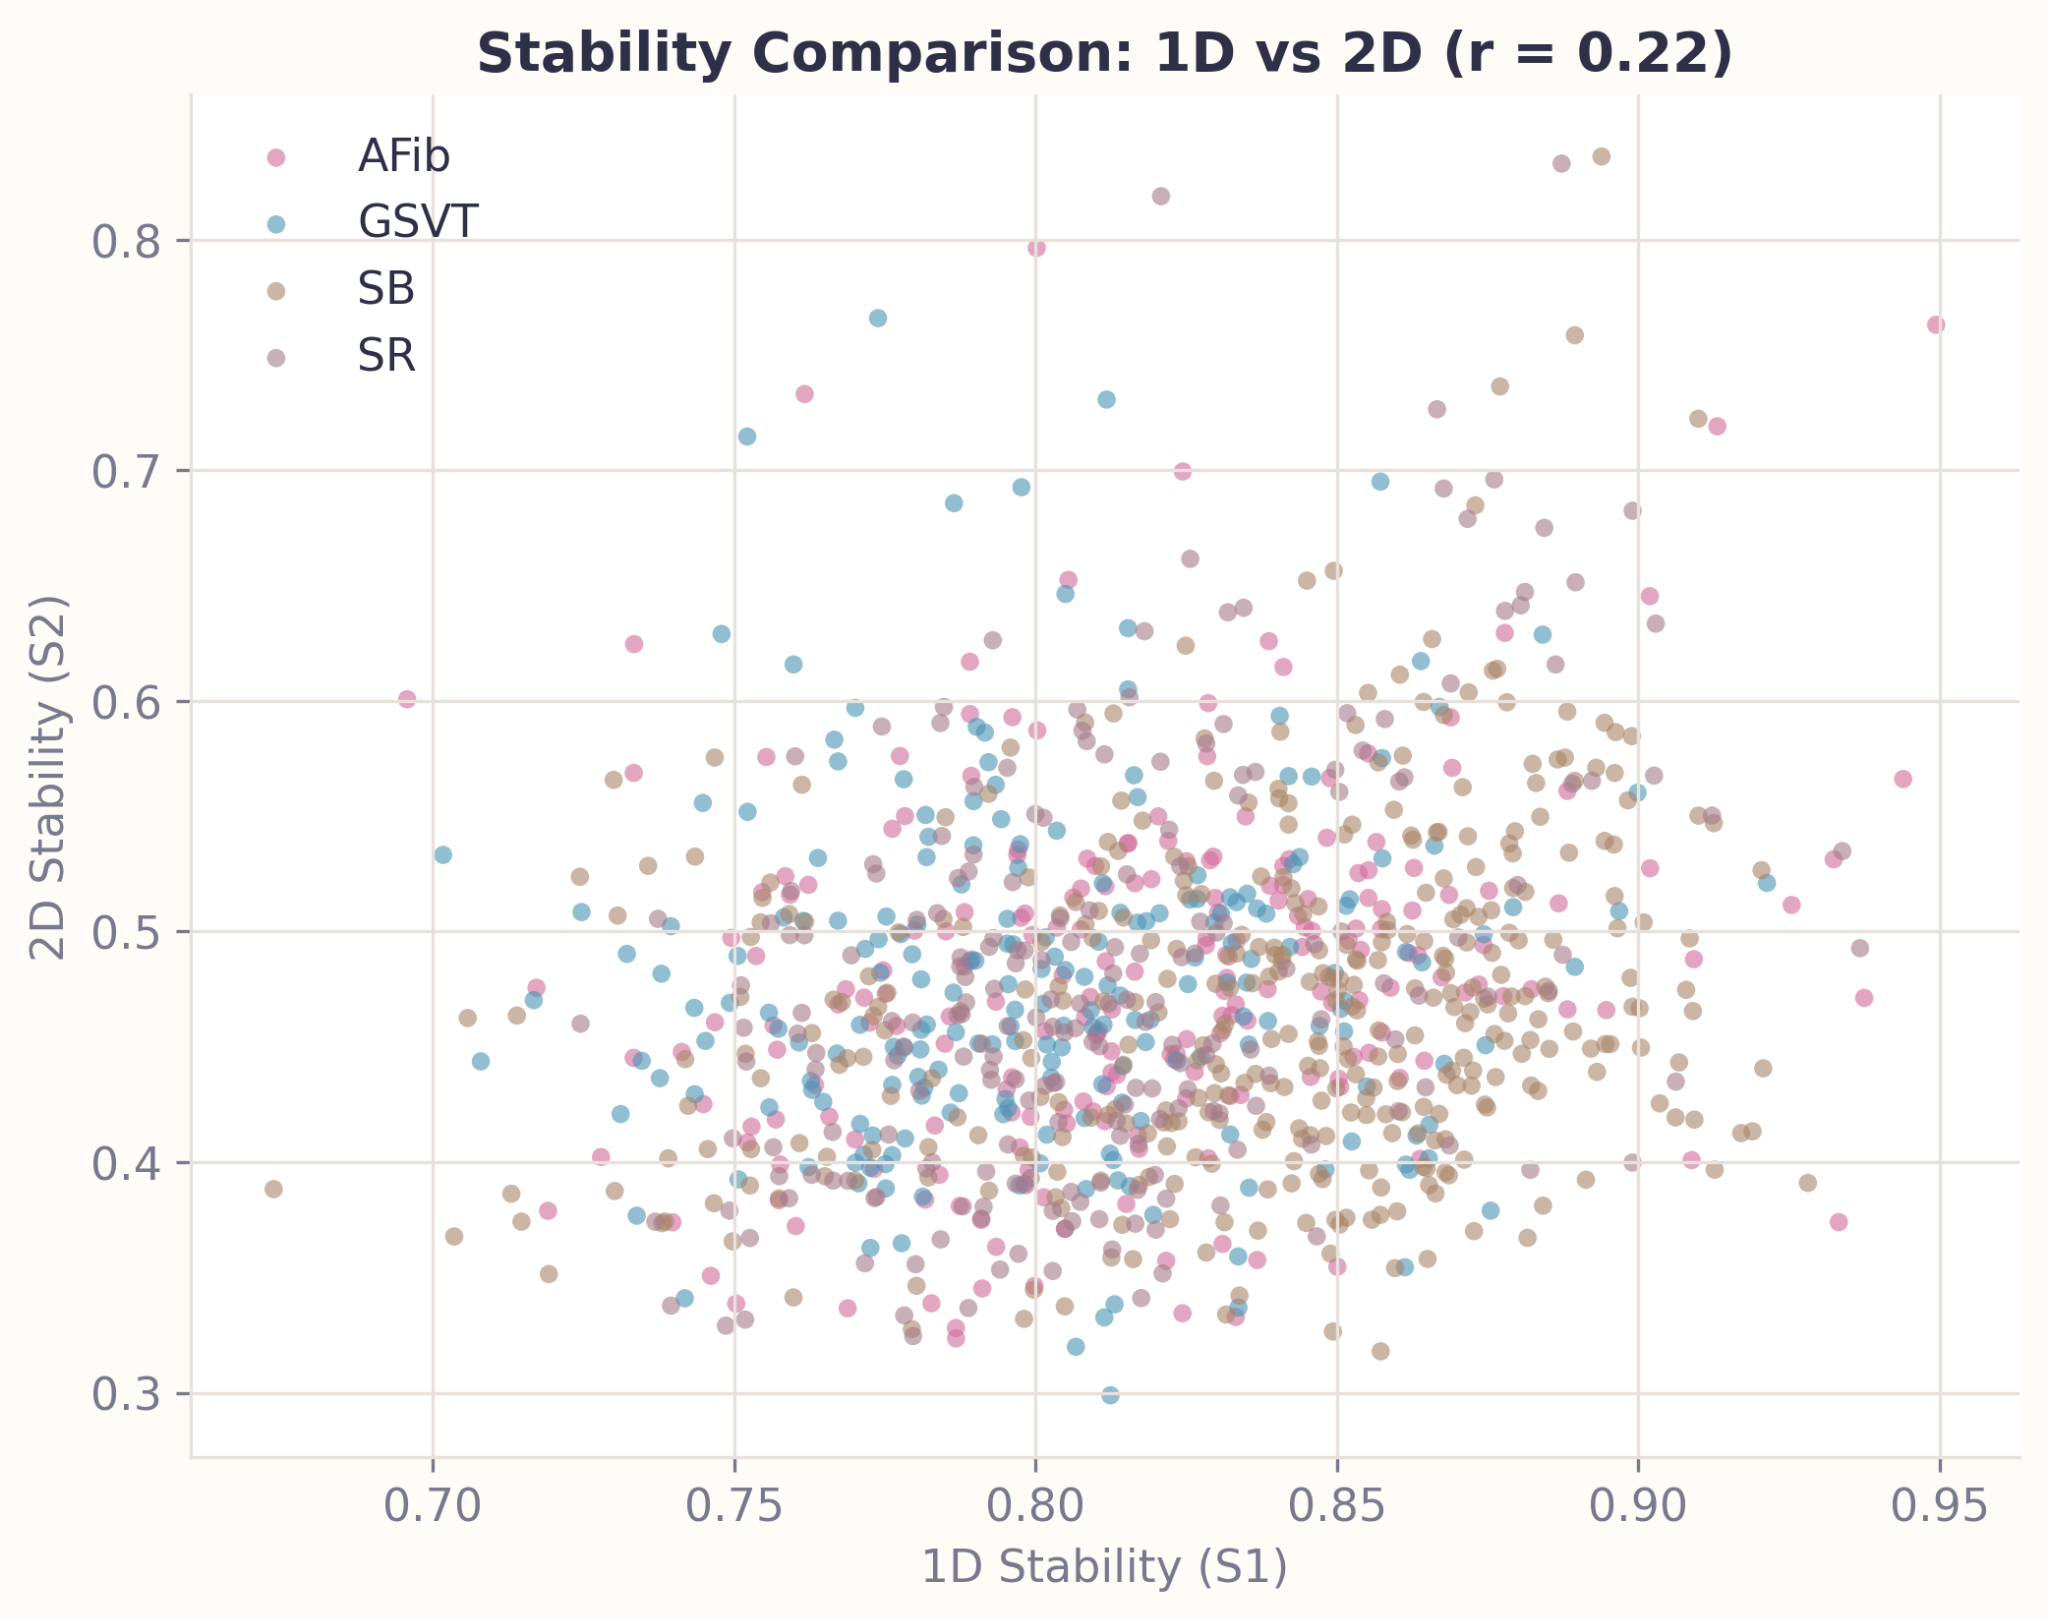 Stability Comparison: 1D vs 2D (r = 0.22)
AFib
GSVT
SB
SR
2D Stability (S2)
0.8
0.7
0.6
0.5
0.4
0.3
0.70 0.75 0.80 0.85 0.90 0.95
1D Stability (S1)